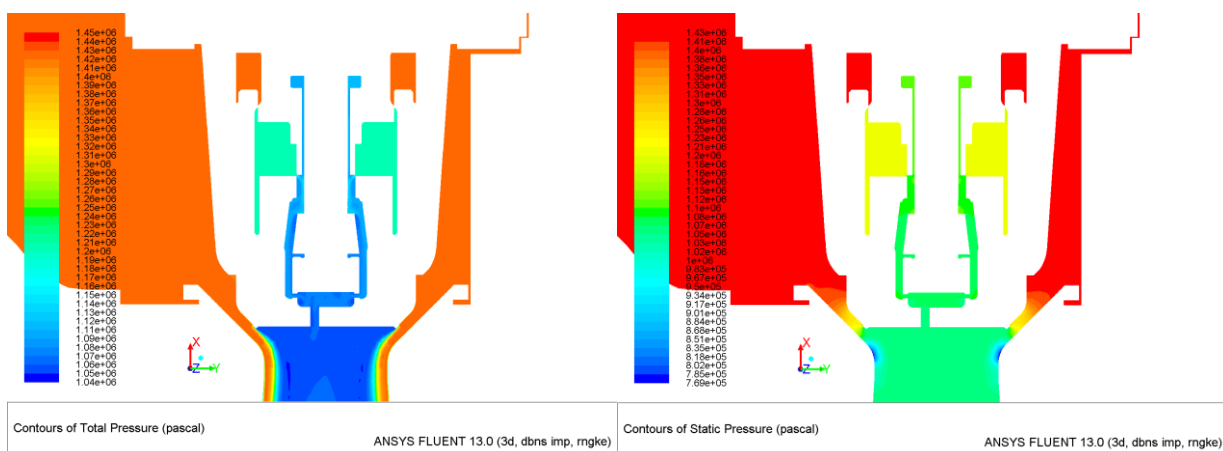 1.45e+06
1.44e+06
1.43e+06
1.42e+06
1.41e+06
1.4e+06
1.39e+06
1.38e+06
1.37e+06
1.36e+06
1.35e+06
1.34e+06
1.33e+06
1.32e+06
1.31e+06
1.3e+06
1.29e+06
1.28e+06
1.27e+06
1.26e+06
1.25e+06
1.24e+06
1.22e+06
1.21e+06
1.2e+06
1.19e+06
1.18e+06
1.17e+06
1.16e+06
1.15e+06
1.14e+06
1.13e+06
1.12e+06
1.11e+06
1.1e+06
1.09e+06
1.08e+06
1.07e+06
1.06e+06
1.05e+06
1.04e+06
X
Z Y
Contours of Total Pressure (pascal)
ANSYS FLUENT 13.0 (3d, dbns imp, rngke)
1.43e+06
1.41e+06
1.4e+06
1.38e+06
1.36e+06
1.35e+06
1.33e+06
1.31e+06
1.3e+06
1.28e+06
1.26e+06
1.25e+06
1.23e+06
1.21e+06
1.2e+06
1.18e+06
1.16e+06
1.15e+06
1.13e+06
1.12e+06
1.1e+06
1.08e+06
1.07e+06
1.05e+06
1.03e+06
1.02e+06
1e+06
9.83e+05
9.67e+05
9.5e+05
9.34e+05
9.17e+05
9.01e+05
8.84e+05
8.68e+05
8.51e+05
8.35e+05
8.18e+05
8.02e+05
7.85e+05
7.69e+05
X
Z Y
Contours of Static Pressure (pascal)
ANSYS FLUENT 13.0 (3d, dbns imp, rngke)